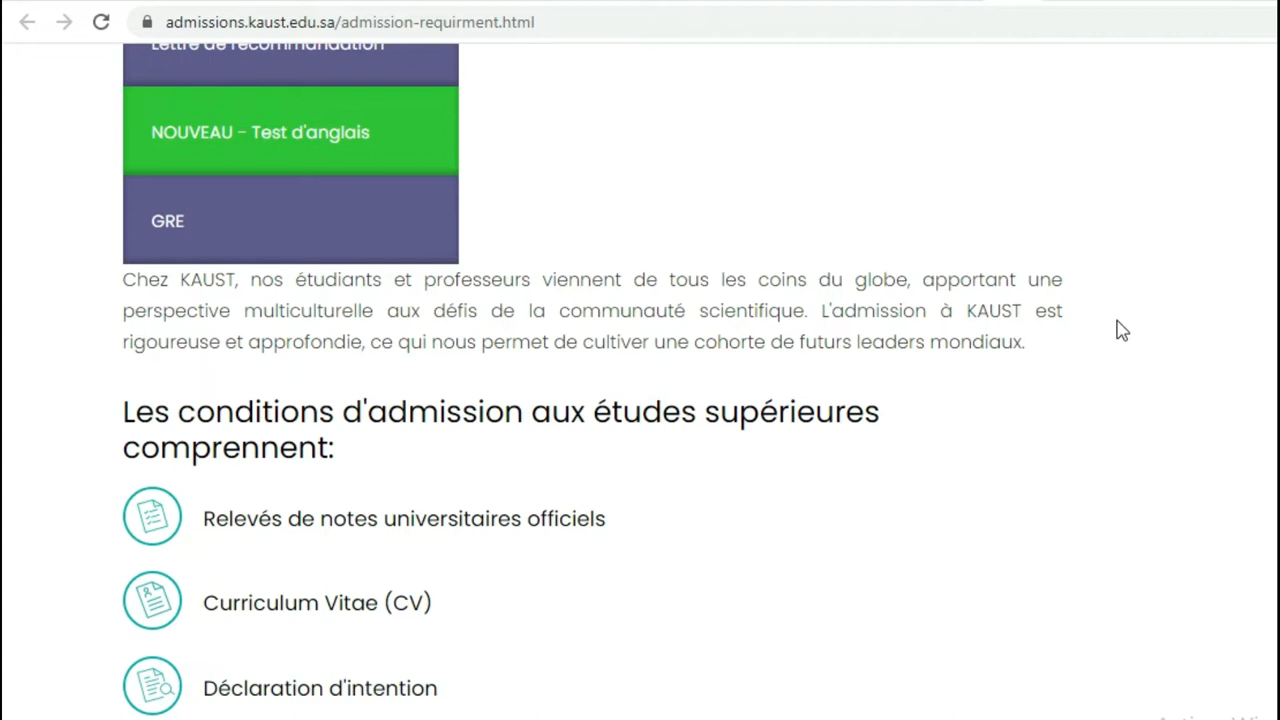 admissions.kaust.edu.sa/admission-requirment.html
Lettre de recommandation
NOUVEAU - Test d'anglais
GRE
Chez KAUST, nos étudiants et professeurs viennent de tous les coins du globe, apportant une
perspective multiculturelle aux défis de la communauté scientifique. L'admission à KAUST est
rigoureuse et approfondie, ce qui nous permet de cultiver une cohorte de futurs leaders mondiaux.
Les conditions d'admission aux études supérieures
comprennent:
Relevés de notes universitaires officiels
Curriculum Vitae (CV)
Déclaration d'intention